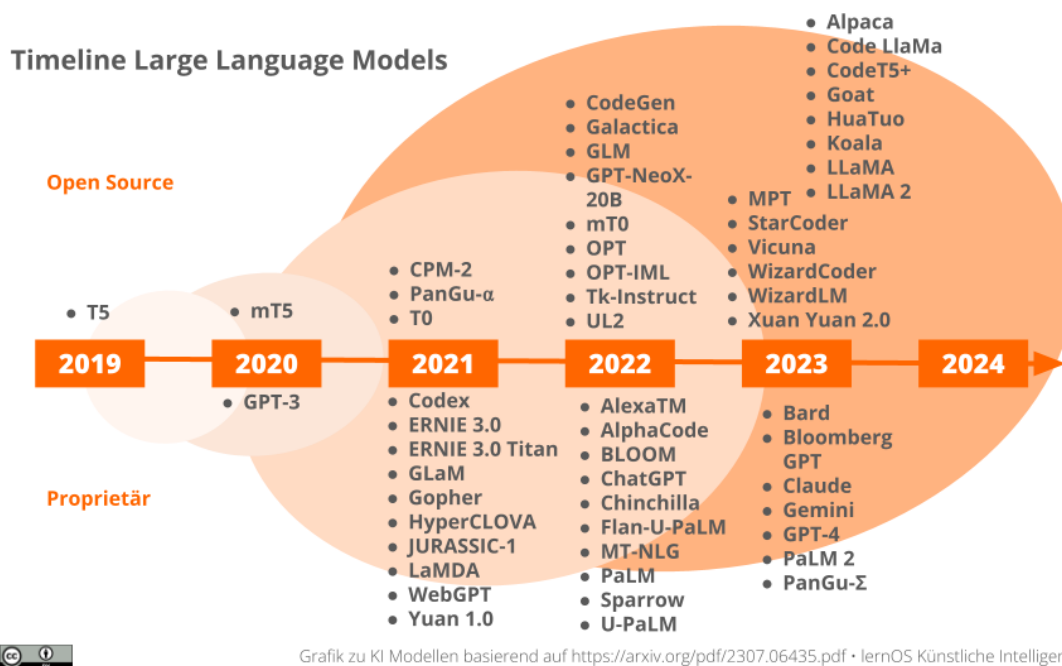 Timeline Large Language Models
Open Source
Proprietär
2019
2020
2021
2022
2023
2024
• T5
• mT5
• CPM-2
• PanGu-α
• T0
• CodeGen
• Galactica
• GLM
• GPT-NeoX-
20B
• mT0
• OPT
• OPT-IML
• Tk-Instruct
• UL2
• MPT
• StarCoder
• Vicuna
• WizardCoder
• WizardLM
• Xuan Yuan 2.0
• Alpaca
• Code LlaMa
• CodeT5+
• Goat
• HuaTuo
• Koala
• LLaMA
• LLaMA 2
• GPT-3
• Codex
• ERNIE 3.0
• ERNIE 3.0 Titan
• GLaM
• Gopher
• HyperCLOVA
• JURASSIC-1
• LaMDA
• WebGPT
• Yuan 1.0
• AlexaTM
• AlphaCode
• BLOOM
• ChatGPT
• Chinchilla
• Flan-U-PaLM
• MT-NLG
• PaLM
• Sparrow
• U-PaLM
• Bard
• Bloomberg
GPT
• Claude
• Gemini
• GPT-4
• PaLM 2
• PanGu-Σ
cc
Grafik zu KI Modellen basierend auf https://arxiv.org/pdf/2307.06435.pdf • lernOS Künstliche Intelligen